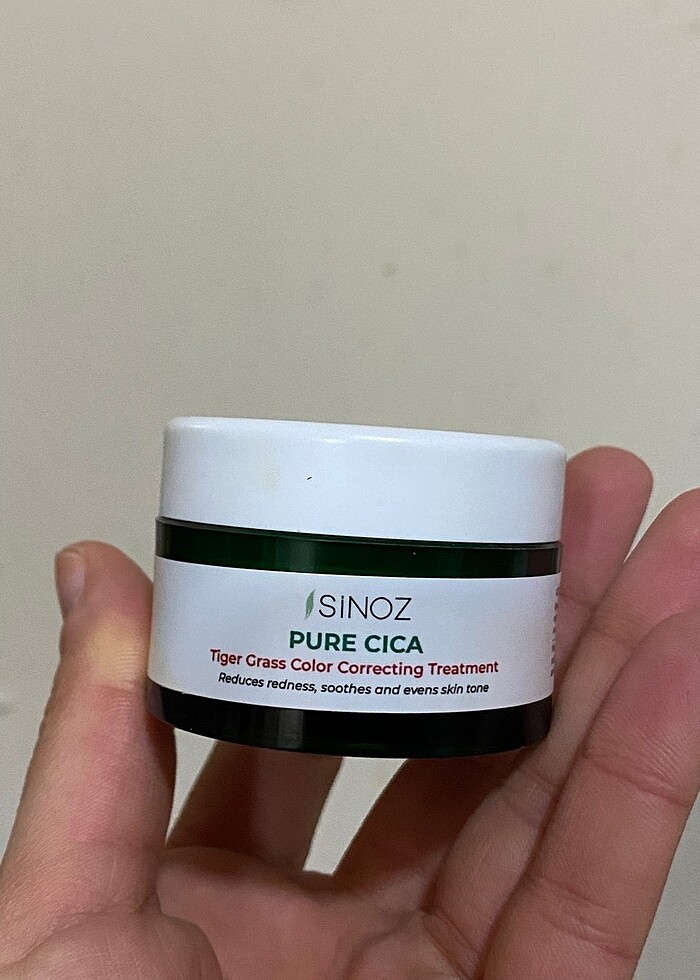 SiNOZ
PURE CICA
Tiger Grass Color Correcting Treatment
Reduces redness, soothes and evens skin tone